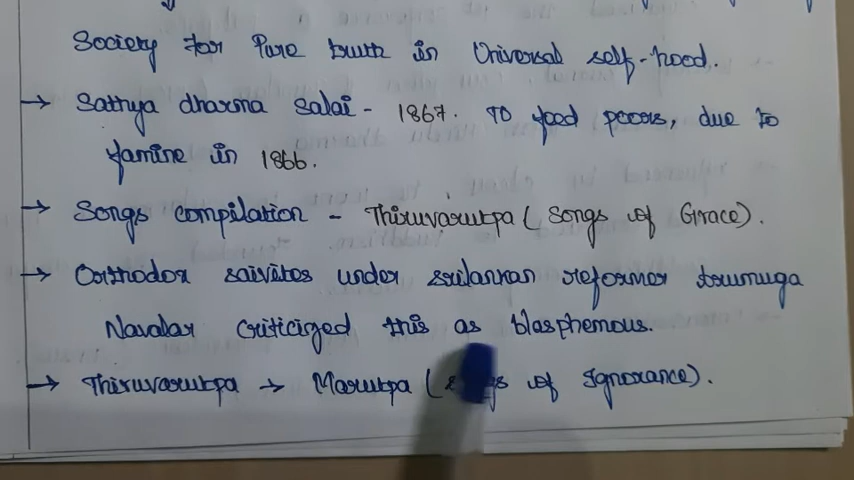 Society for Pure truth in Universal self-hood.
→ Sathya dharma Salai - 1867. To food poors, due to
famine in 1866.
→ Songs compilation - Thiruvarutpa (Songs of Grace).
→ Orthodox saivites under srilankan reformer Arumuga
Navalar criticized this as blasphemous.
→ Thiruvarutpa → Marutpa ( of Ignorance).